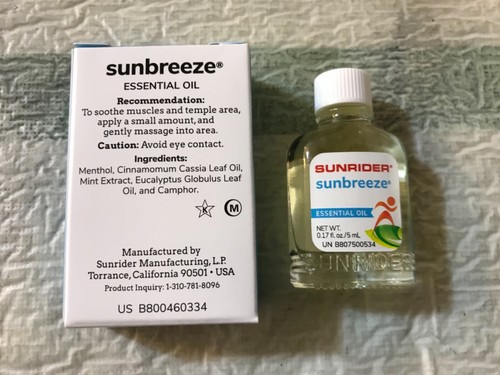 sunbreeze®
ESSENTIAL OIL
Recommendation:
To soothe muscles and temple area,
apply a small amount, and
gently massage into area.
Caution: Avoid eye contact.
Ingredients:
Menthol, Cinnamomum Cassia Leaf Oil,
Mint Extract, Eucalyptus Globulus Leaf
Oil, and Camphor.
K M
Manufactured by
Sunrider Manufacturing, L.P.
Torrance, California 90501 • USA
Product Inquiry: 1-310-781-8096
US B800460334
SUNRIDER®
sunbreeze®
ESSENTIAL OIL
NET WT.
0.17 fl. oz./5 mL
UN B807500534
SUNRIDER